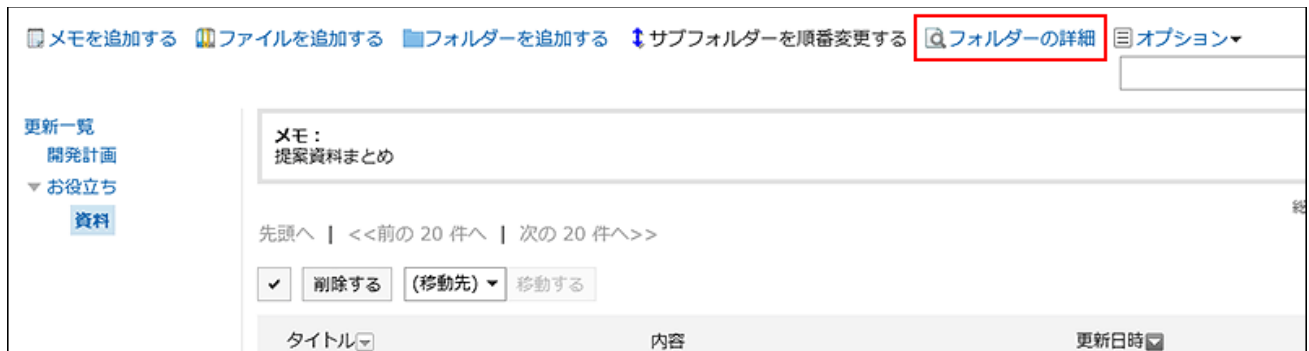 メモを追加する ファイルを追加する フォルダーを追加する サブフォルダーを順番変更する フォルダーの詳細 オプション
更新一覧
開発計画
お役立ち
資料
メモ：
提案資料まとめ
総
先頭へ | <<前の 20 件へ | 次の 20 件へ>>
削除する (移動先) 移動する
タイトル 内容 更新日時